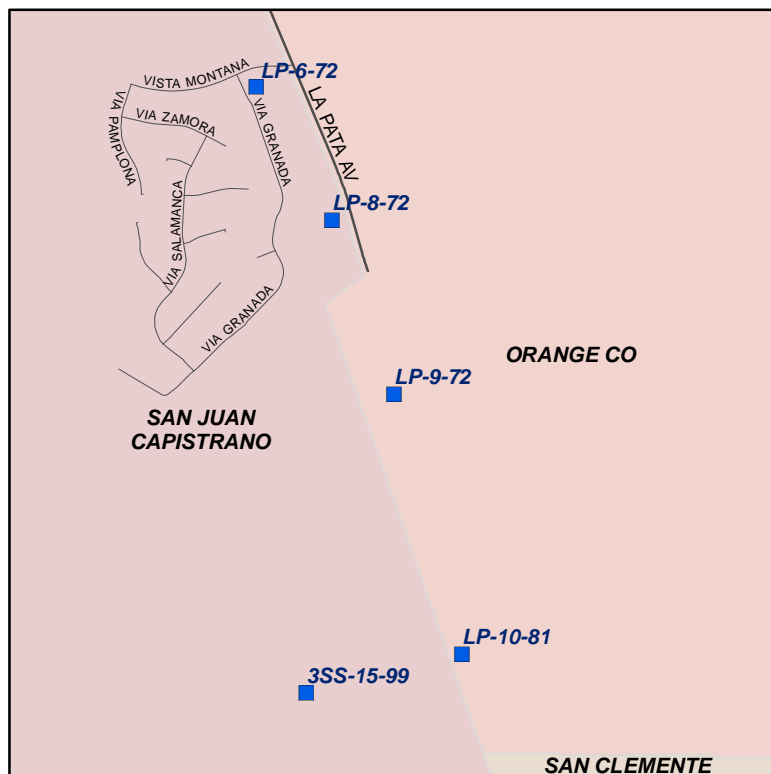 LP-6-72
VISTA MONTANA
VIA PAMPLONA
VIA ZAMORA
VIA GRANADA
LA PATA AV
LP-8-72
VIA SALAMANCA
VIA GRANADA
ORANGE CO
LP-9-72
SAN JUAN
CAPISTRANO
LP-10-81
3SS-15-99
SAN CLEMENTE